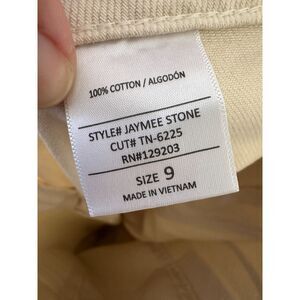 100% COTTON / ALGODÓN
STYLE# JAYMEE STONE
CUT# TN-6225
RN#129203
SIZE 9
MADE IN VIETNAM